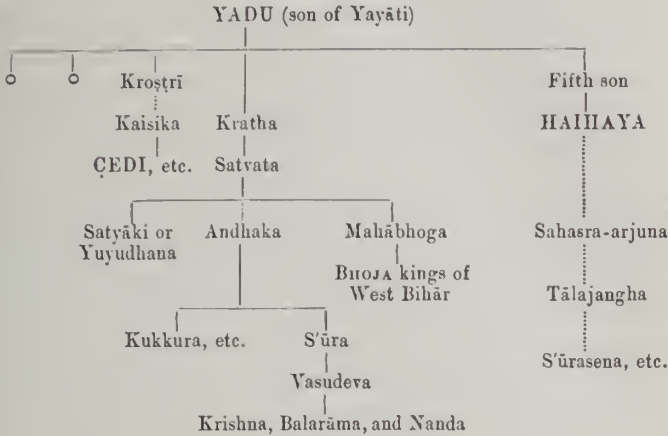 YADU (son of Yayāti)
o o Kroṣṭrī Fifth son
Kaisika Kratha HAIHAYA
ÇEDI, etc. Satvata
Satyāki or Yuyudhana Andhaka Mahābhoga Sahasra-arjuna
BHOJA kings of West Bihār Tālajangha
Kukkura, etc. S'ūra
S'ūrasena, etc.
Vasudeva
Krishna, Balarāma, and Nanda